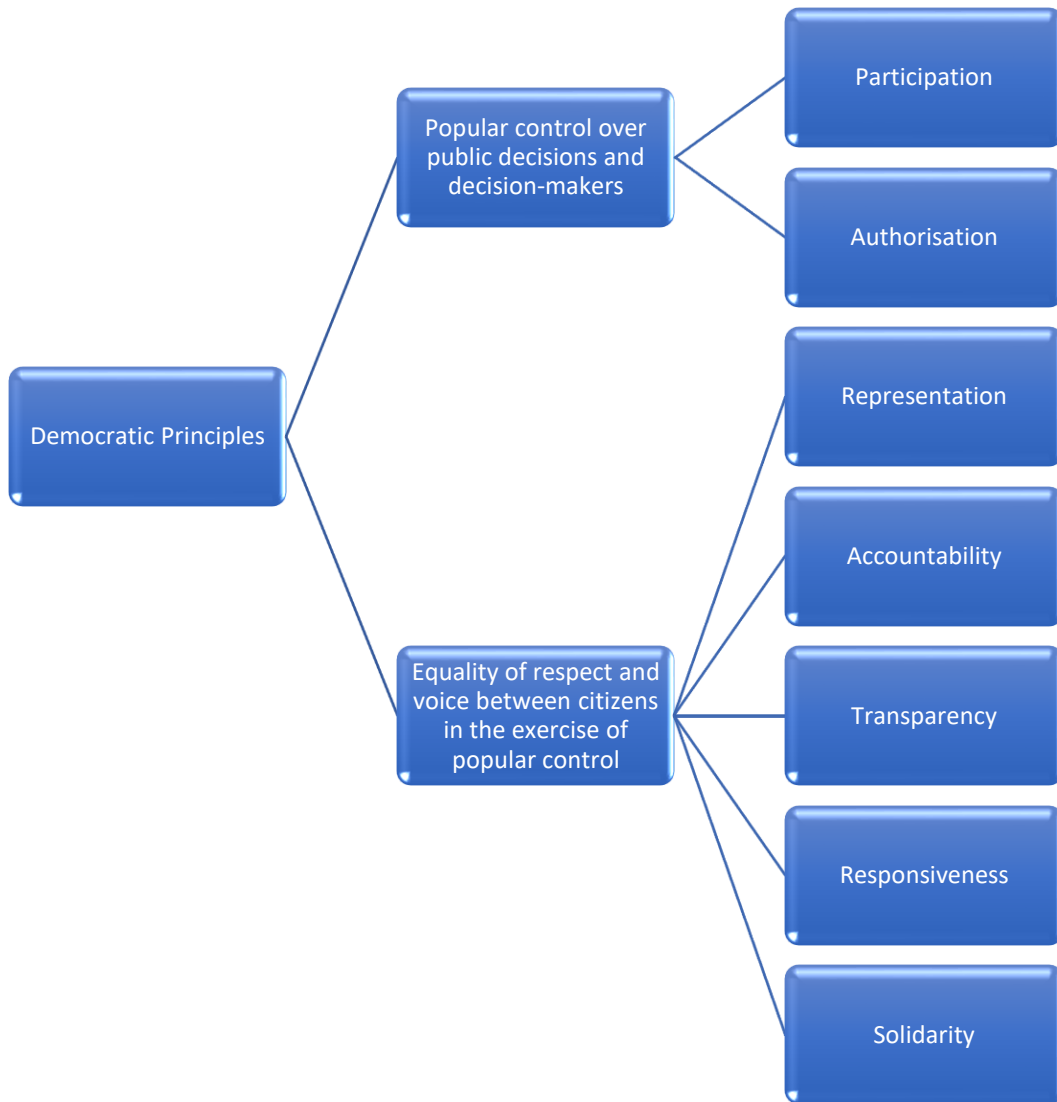 Democratic Principles
Popular control over
public decisions and
decision-makers
Participation
Authorisation
Equality of respect and
voice between citizens
in the exercise of
popular control
Representation
Accountability
Transparency
Responsiveness
Solidarity